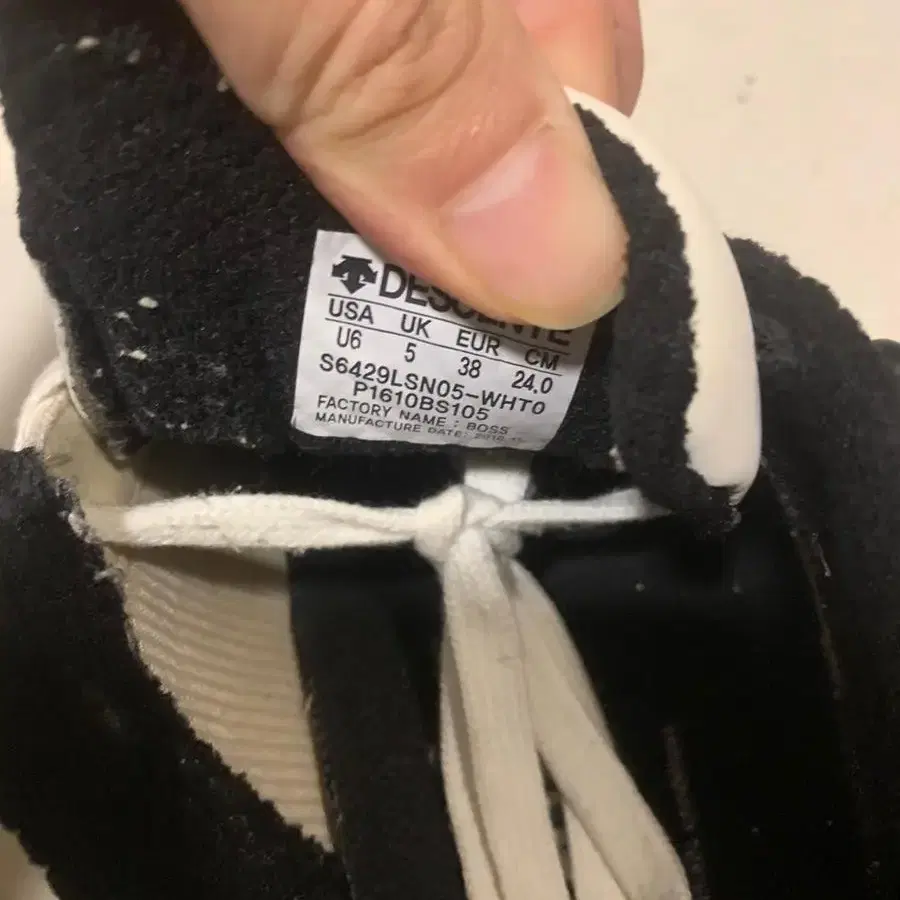 DESCENTE
USA UK EUR CM
U6 5 38 24.0
S6429LSN05-WHT0
P1610BS105
FACTORY NAME : BOSS
MANUFACTURE DATE: